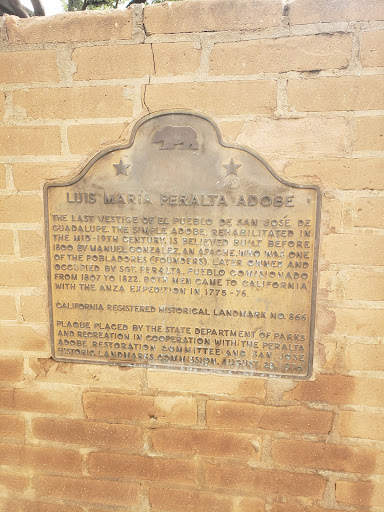 LUIS MARÍA PERALTA ADOBE
THE LAST VESTIGE OF EL PUEBLO DE SAN JOSÉ DE
GUADALUPE. THE SIMPLE ADOBE, REHABILITATED IN
THE MID-19TH CENTURY, IS BELIEVED BUILT BEFORE
1800 BY MANUEL GONZALEZ, AN APACHE, WHO WAS ONE
OF THE POBLADORES (FOUNDERS). LATER OWNED AND
OCCUPIED BY SGT. PERALTA, PUEBLO COMISIONADO
FROM 1807 TO 1822. BOTH MEN CAME TO CALIFORNIA
WITH THE ANZA EXPEDITION IN 1775-76.
CALIFORNIA REGISTERED HISTORICAL LANDMARK NO. 866
PLAQUE PLACED BY THE STATE DEPARTMENT OF PARKS
AND RECREATION IN COOPERATION WITH THE PERALTA
ADOBE RESTORATION COMMITTEE AND SAN JOSE
HISTORIC LANDMARKS COMMISSION, AUGUST